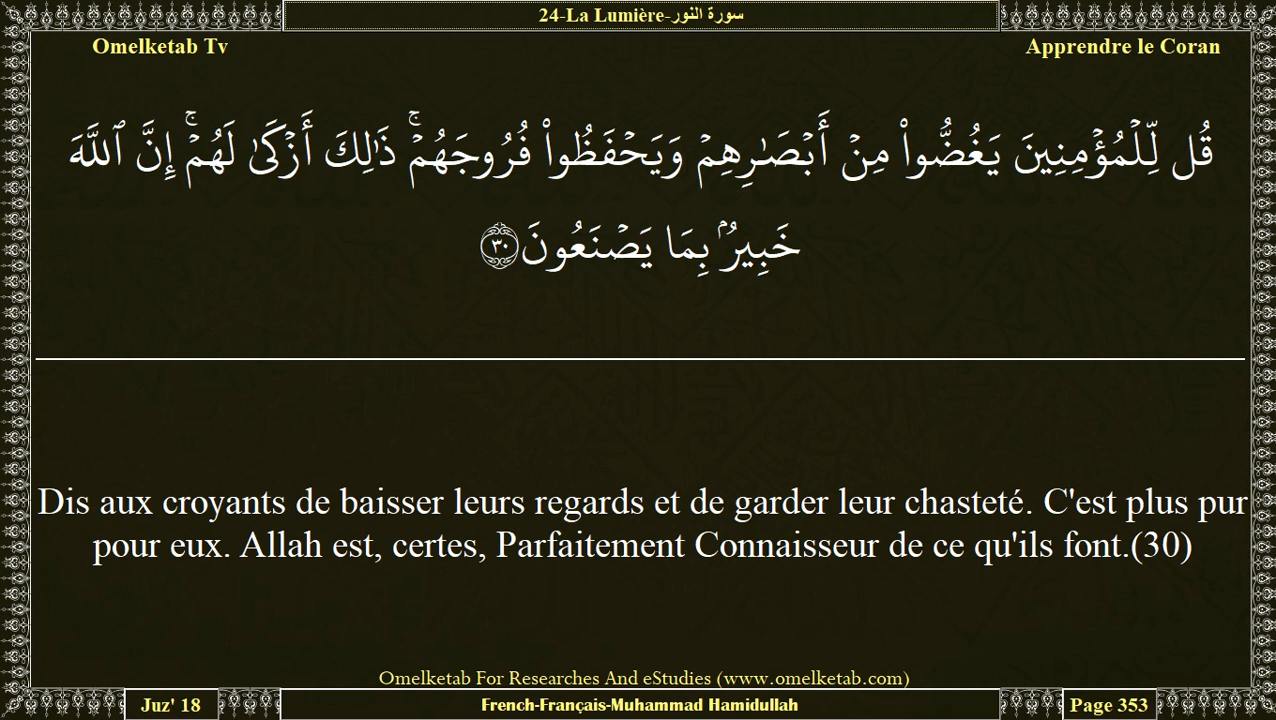 24-La Lumière-سورة النور
Omelketab Tv
Apprendre le Coran
قُل لِّلۡمُؤۡمِنِينَ يَغُضُّواْ مِنۡ أَبۡصَٰرِهِمۡ وَيَحۡفَظُواْ فُرُوجَهُمۡۚ ذَٰلِكَ أَزۡكَىٰ لَهُمۡۚ إِنَّ ٱللَّهَ
خَبِيرُۢ بِمَا يَصۡنَعُونَ ٣٠
Dis aux croyants de baisser leurs regards et de garder leur chasteté. C'est plus pur
pour eux. Allah est, certes, Parfaitement Connaisseur de ce qu'ils font.(30)
Omelketab For Researches And eStudies (www.omelketab.com)
Juz' 18
French-Français-Muhammad Hamidullah
Page 353